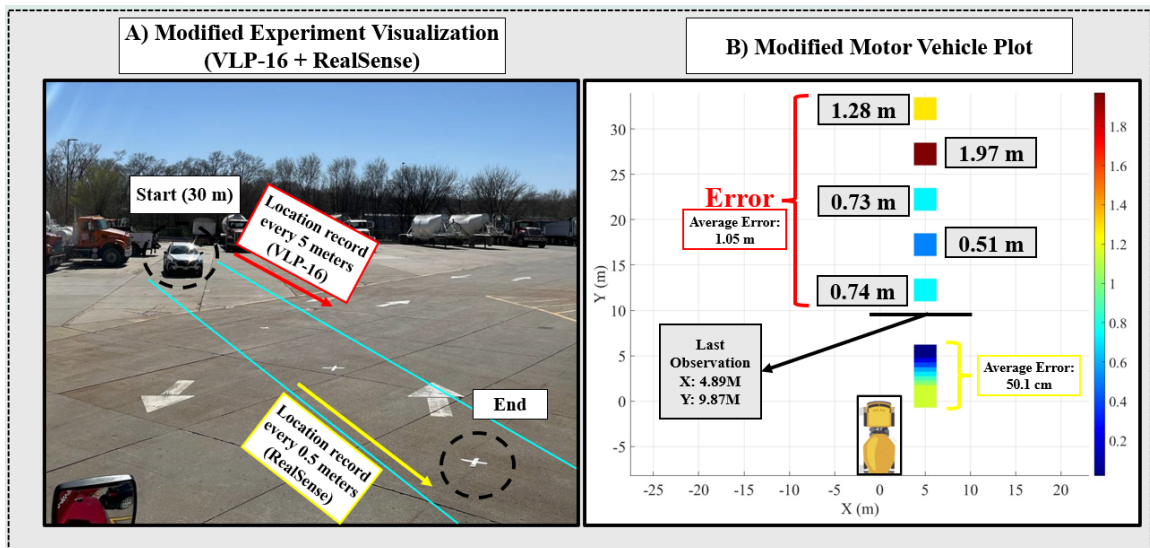 A) Modified Experiment Visualization
(VLP-16 + RealSense)
Start (30 m)
Location record
every 5 meters
(VLP-16)
Location record
every 0.5 meters
(RealSense)
End
B) Modified Motor Vehicle Plot
1.28 m
1.97 m
0.73 m
0.51 m
0.74 m
Error
Average Error:
1.05 m
Last
Observation
X: 4.89M
Y: 9.87M
Average Error:
50.1 cm
Y (m)
30
25
20
15
10
5
0
-5
-25
-20
-15
-10
-5
0
5
10
15
20
X (m)
1.8
1.6
1.4
1.2
1
0.8
0.6
0.4
0.2